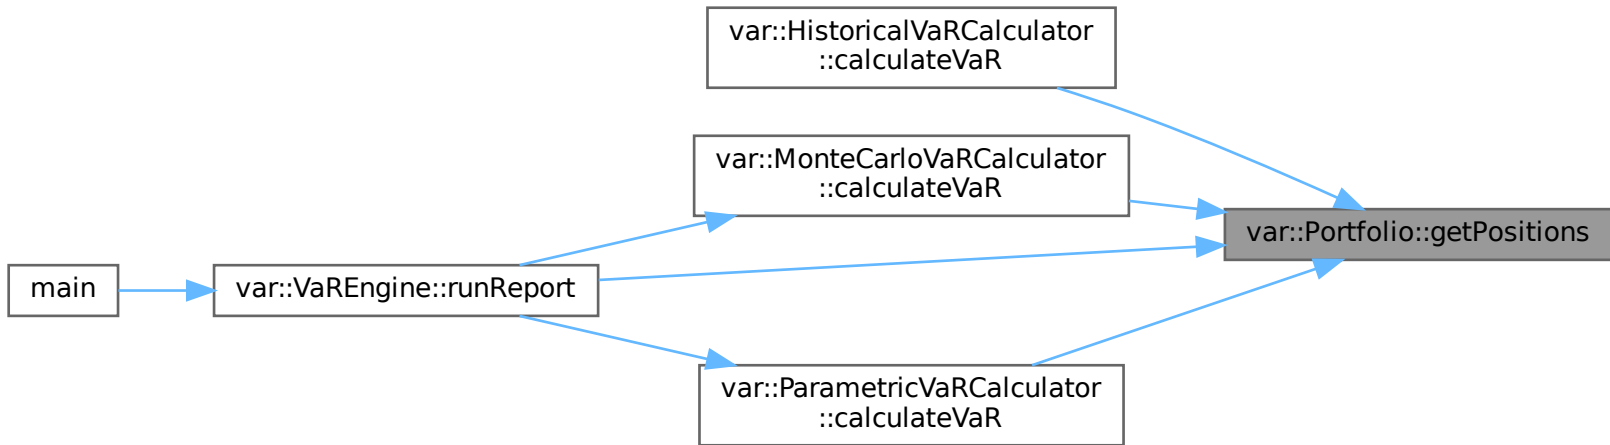 var::HistoricalVaRCalculator
::calculateVaR
var::MonteCarloVaRCalculator
::calculateVaR
var::Portfolio::getPositions
main
var::VaREngine::runReport
var::ParametricVaRCalculator
::calculateVaR